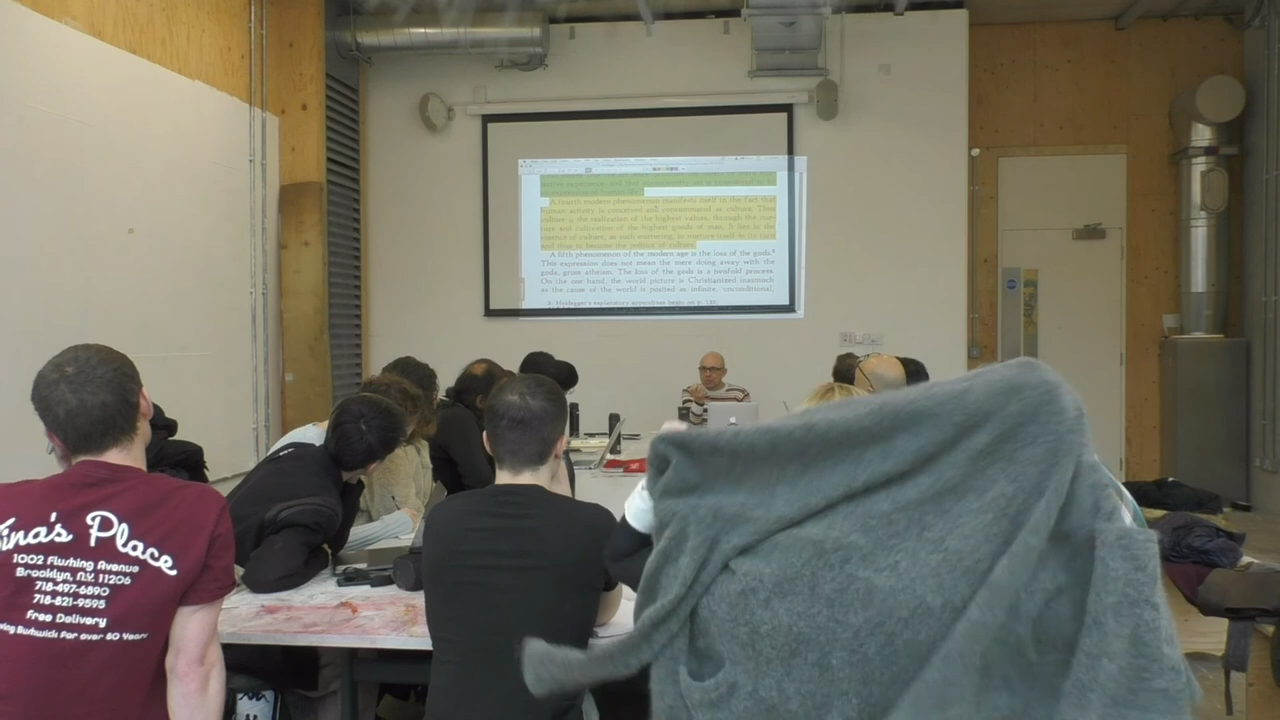 ative experience, and that
A fourth modern phenomenon manifests itself in the fact that
human activity is conceived and consummated as culture. Thus
culture is the realization of the highest values, through the nur-
ture and cultivation of the highest goods of man. It lies in the
essence of culture, as such nurturing, to nurture itself in its turn
and thus to become the politics of culture.
A fifth phenomenon of the modern age is the loss of the gods.
This expression does not mean the mere doing away with the
gods, gross atheism. The loss of the gods is a twofold process.
On the one hand, the world picture is Christianized inasmuch
as the cause of the world is posited as infinite, unconditional,
Heidegger's explanatory appendixes begin on p.
ina's Place
1002 Flushing Avenue
Brooklyn, N.Y. 11206
718-497-6890
718-821-9595
Free Delivery
ving Bushwick For over 80 Years